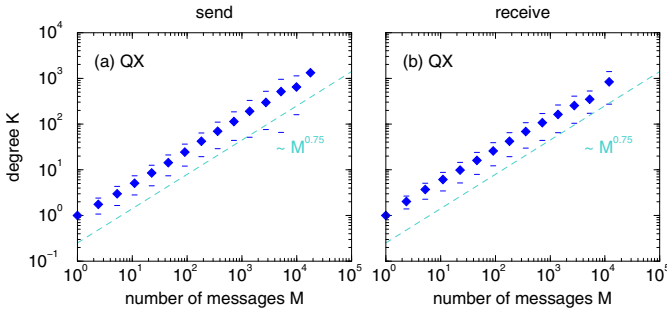 send
receive
degree K
10^4
10^3
10^2
10^1
10^0
10^-1
(a) QX
~ M^0.75
(b) QX
~ M^0.75
10^0
10^1
10^2
10^3
10^4
10^5
10^0
10^1
10^2
10^3
10^4
10^5
number of messages M
number of messages M